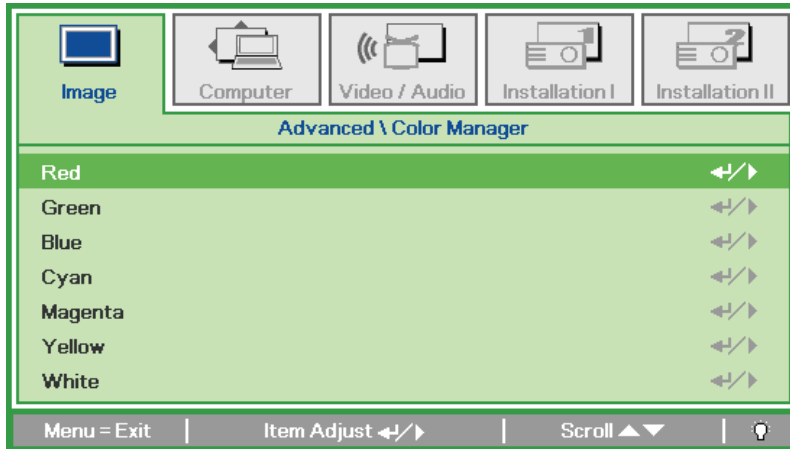 Image Computer Video / Audio Installation I Installation II
Advanced \ Color Manager
Red
Green
Blue
Cyan
Magenta
Yellow
White
Menu = Exit Item Adjust ↵/▶ Scroll ▲▼